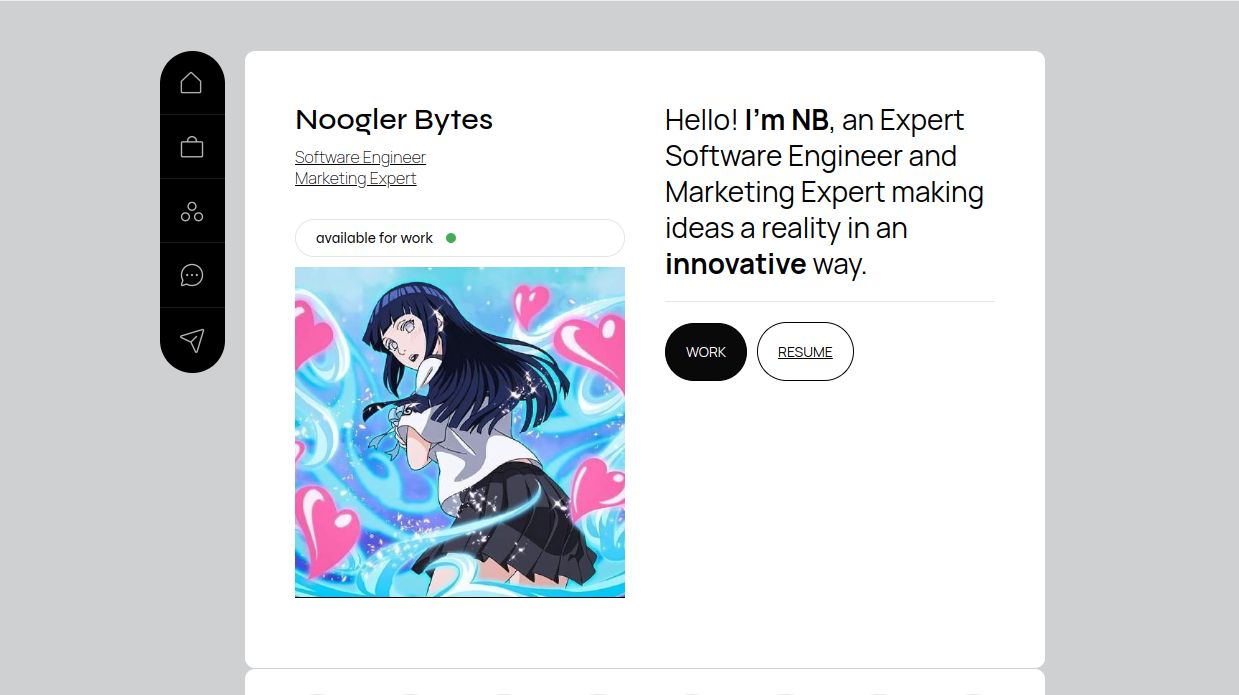 Noogler Bytes
Software Engineer
Marketing Expert
available for work
Hello! I'm NB, an Expert
Software Engineer and
Marketing Expert making
ideas a reality in an
innovative way.
WORK
RESUME